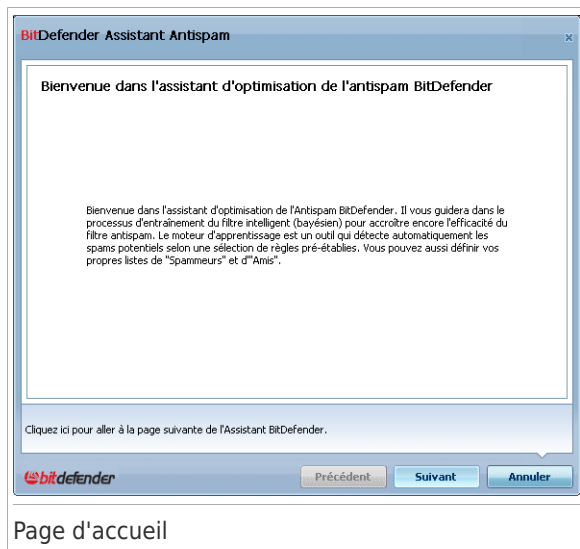 BitDefender Assistant Antispam
x
Bienvenue dans l'assistant d'optimisation de l'antispam BitDefender
Bienvenue dans l'assistant d'optimisation de l'Antispam BitDefender. Il vous guidera dans le
processus d'entraînement du filtre intelligent (bayésien) pour accroître encore l'efficacité du
filtre antispam. Le moteur d'apprentissage est un outil qui détecte automatiquement les
spams potentiels selon une sélection de règles pré-établies. Vous pouvez aussi définir vos
propres listes de "Spammeurs" et d'"Amis".
Cliquez ici pour aller à la page suivante de l'Assistant BitDefender.
bitdefender
Précédent
Suivant
Annuler
Page d'accueil